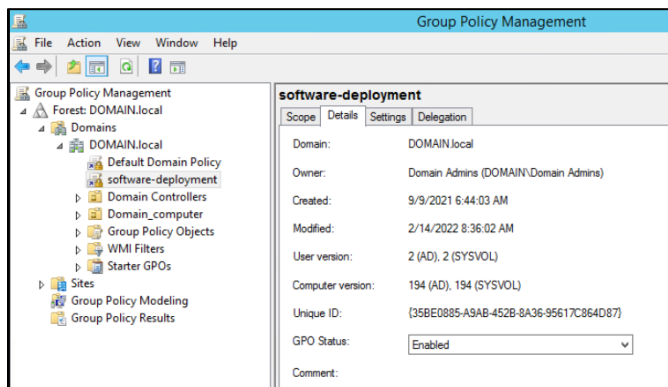 Group Policy Management
File Action View Window Help
Group Policy Management
Forest: DOMAIN.local
Domains
DOMAIN.local
Default Domain Policy
software-deployment
Domain Controllers
Domain_computer
Group Policy Objects
WMI Filters
Starter GPOs
Sites
Group Policy Modeling
Group Policy Results
software-deployment
Scope Details Settings Delegation
Domain: DOMAIN.local
Owner: Domain Admins (DOMAIN\Domain Admins)
Created: 9/9/2021 6:44:03 AM
Modified: 2/14/2022 8:36:02 AM
User version: 2 (AD), 2 (SYSVOL)
Computer version: 194 (AD), 194 (SYSVOL)
Unique ID: {35BE0885-A9AB-452B-8A36-95617C864D87}
GPO Status: Enabled
Comment: